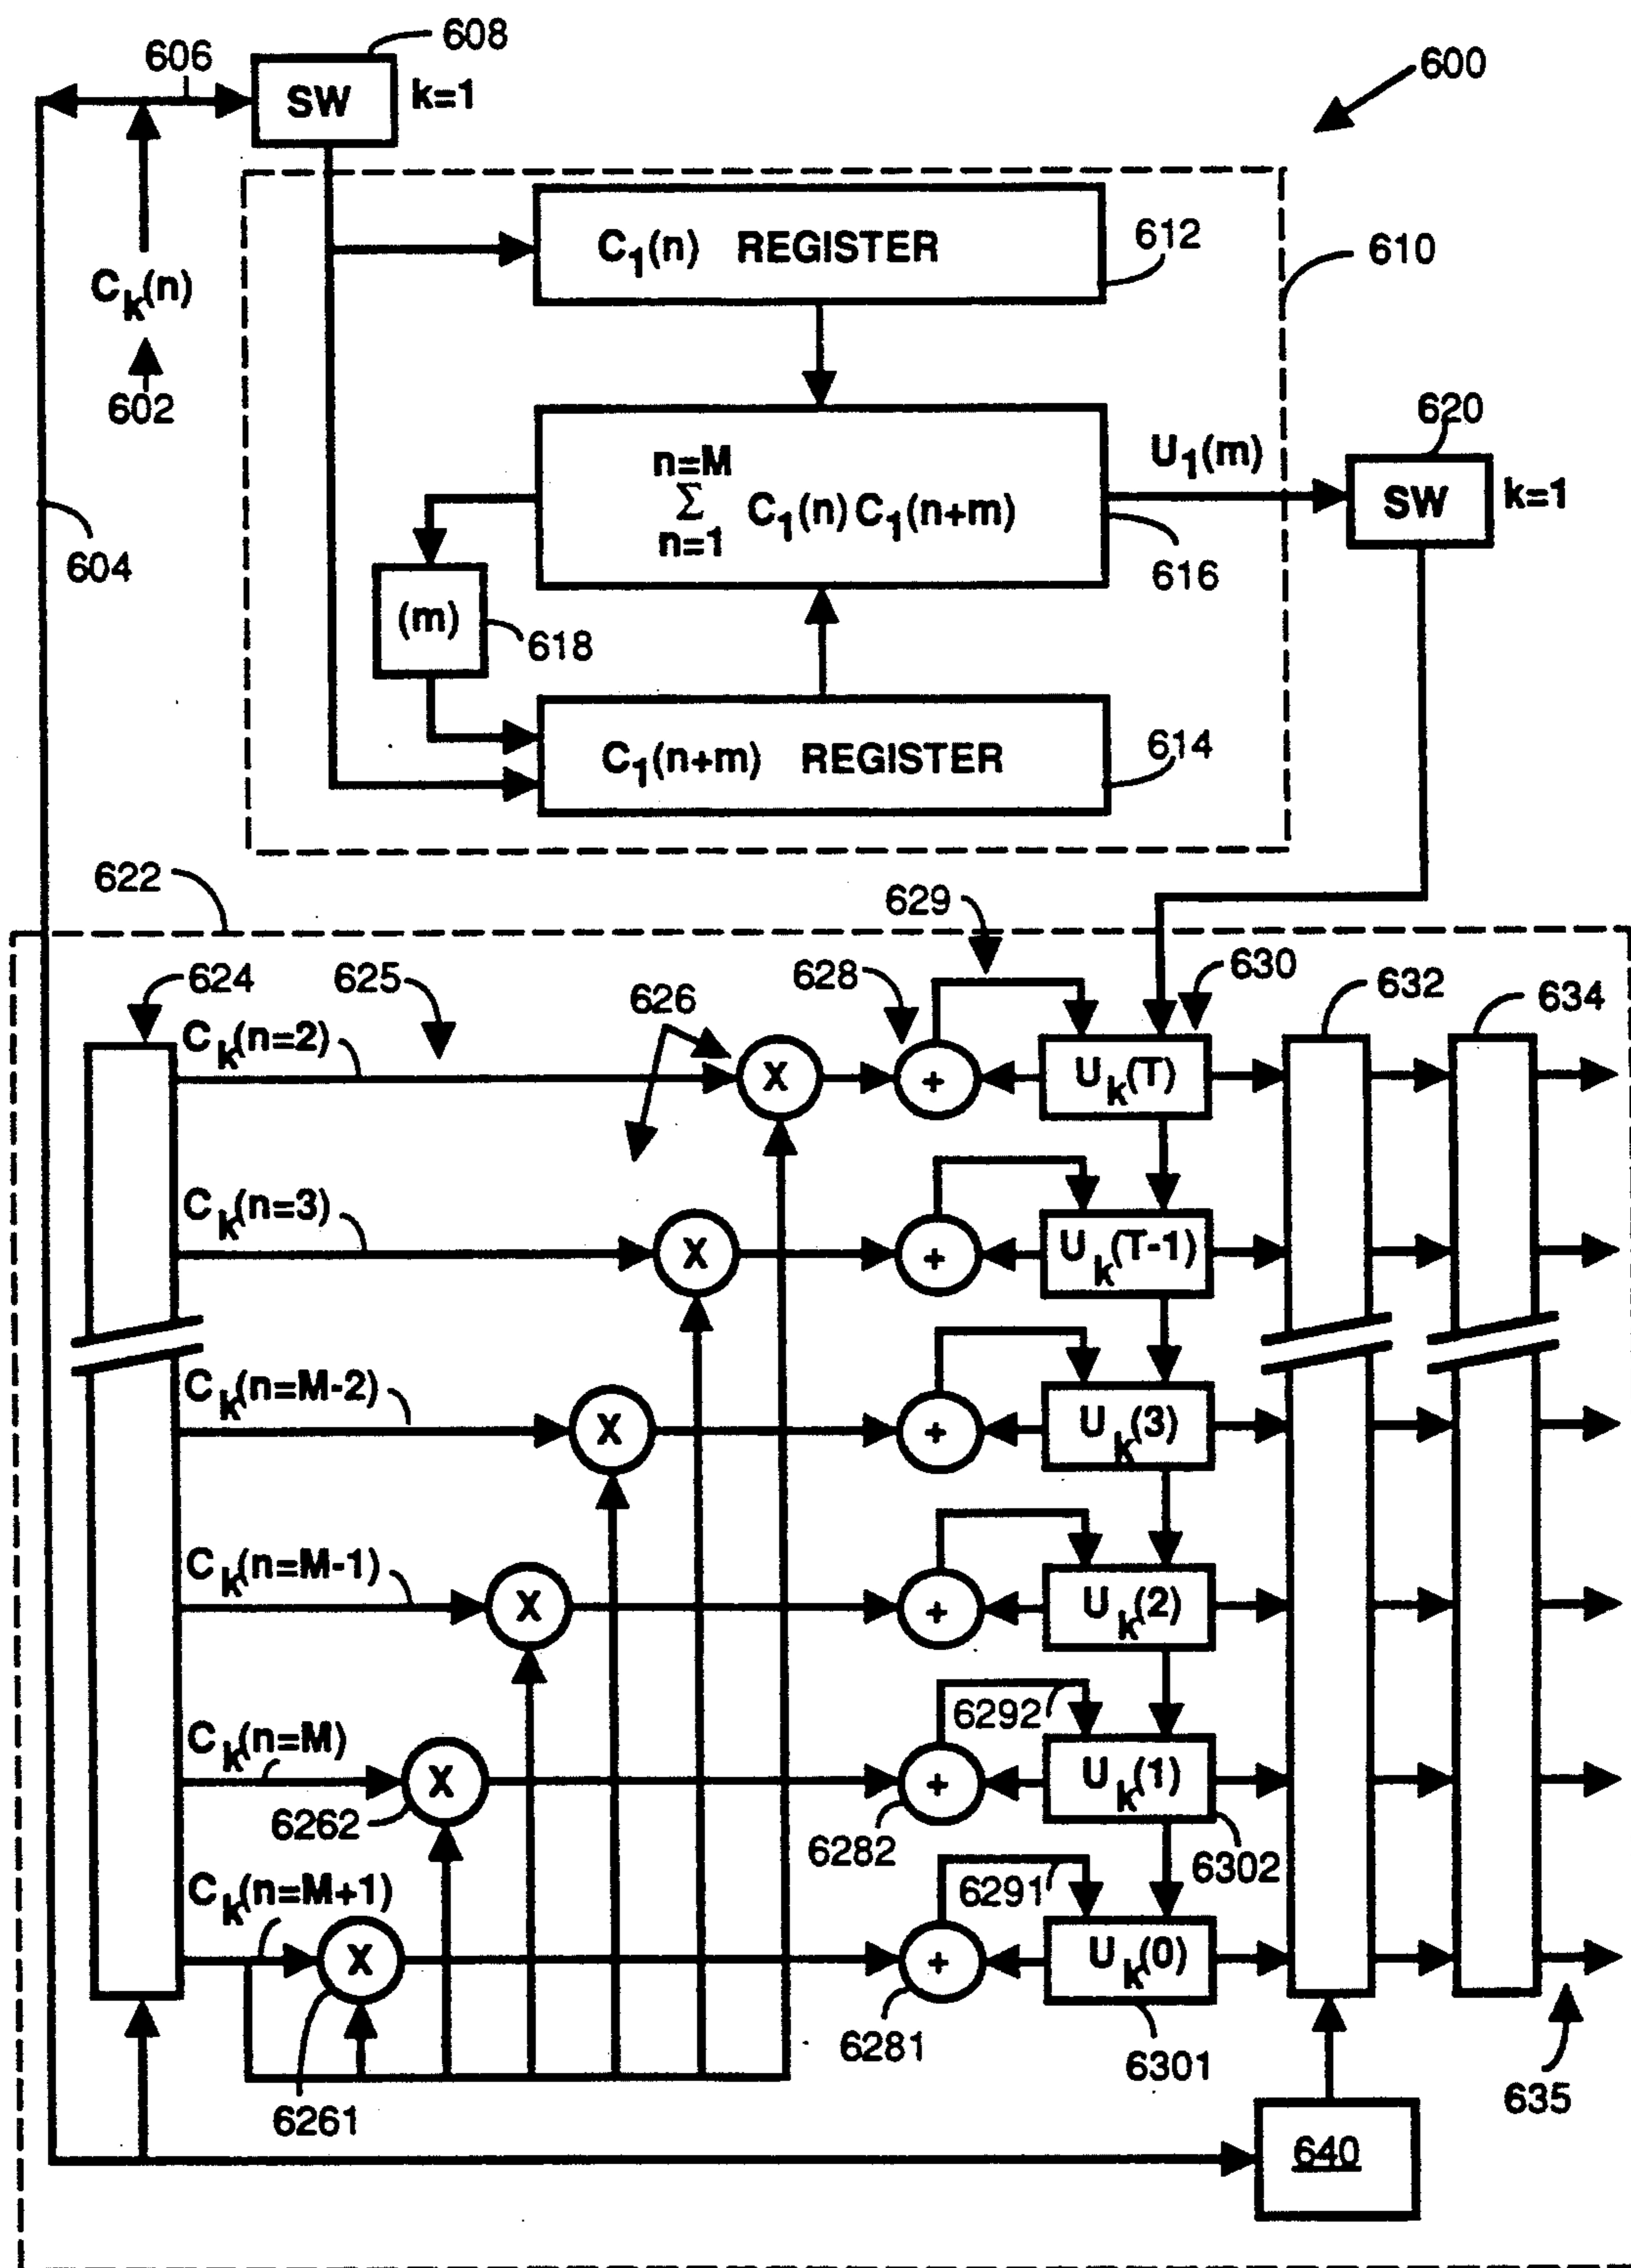 608
606
SW k=1
600
C1(n) REGISTER
612
610
Ck(n)
602
n=M
Σ C1(n) C1(n+m)
n=1
U1(m)
620
SW k=1
604
616
(m)
618
C1(n+m) REGISTER
614
622
629
624
625
626
628
630
632
634
Ck(n=2)
X
+
Uk(T)
Ck(n=3)
X
+
Uk(T-1)
Ck(n=M-2)
X
+
Uk(3)
Ck(n=M-1)
X
+
Uk(2)
6292
Ck(n=M)
X
+
Uk(1)
6262
6282
6302
Ck(n=M+1)
6291
X
+
Uk(0)
6281
6301
6261
635
640